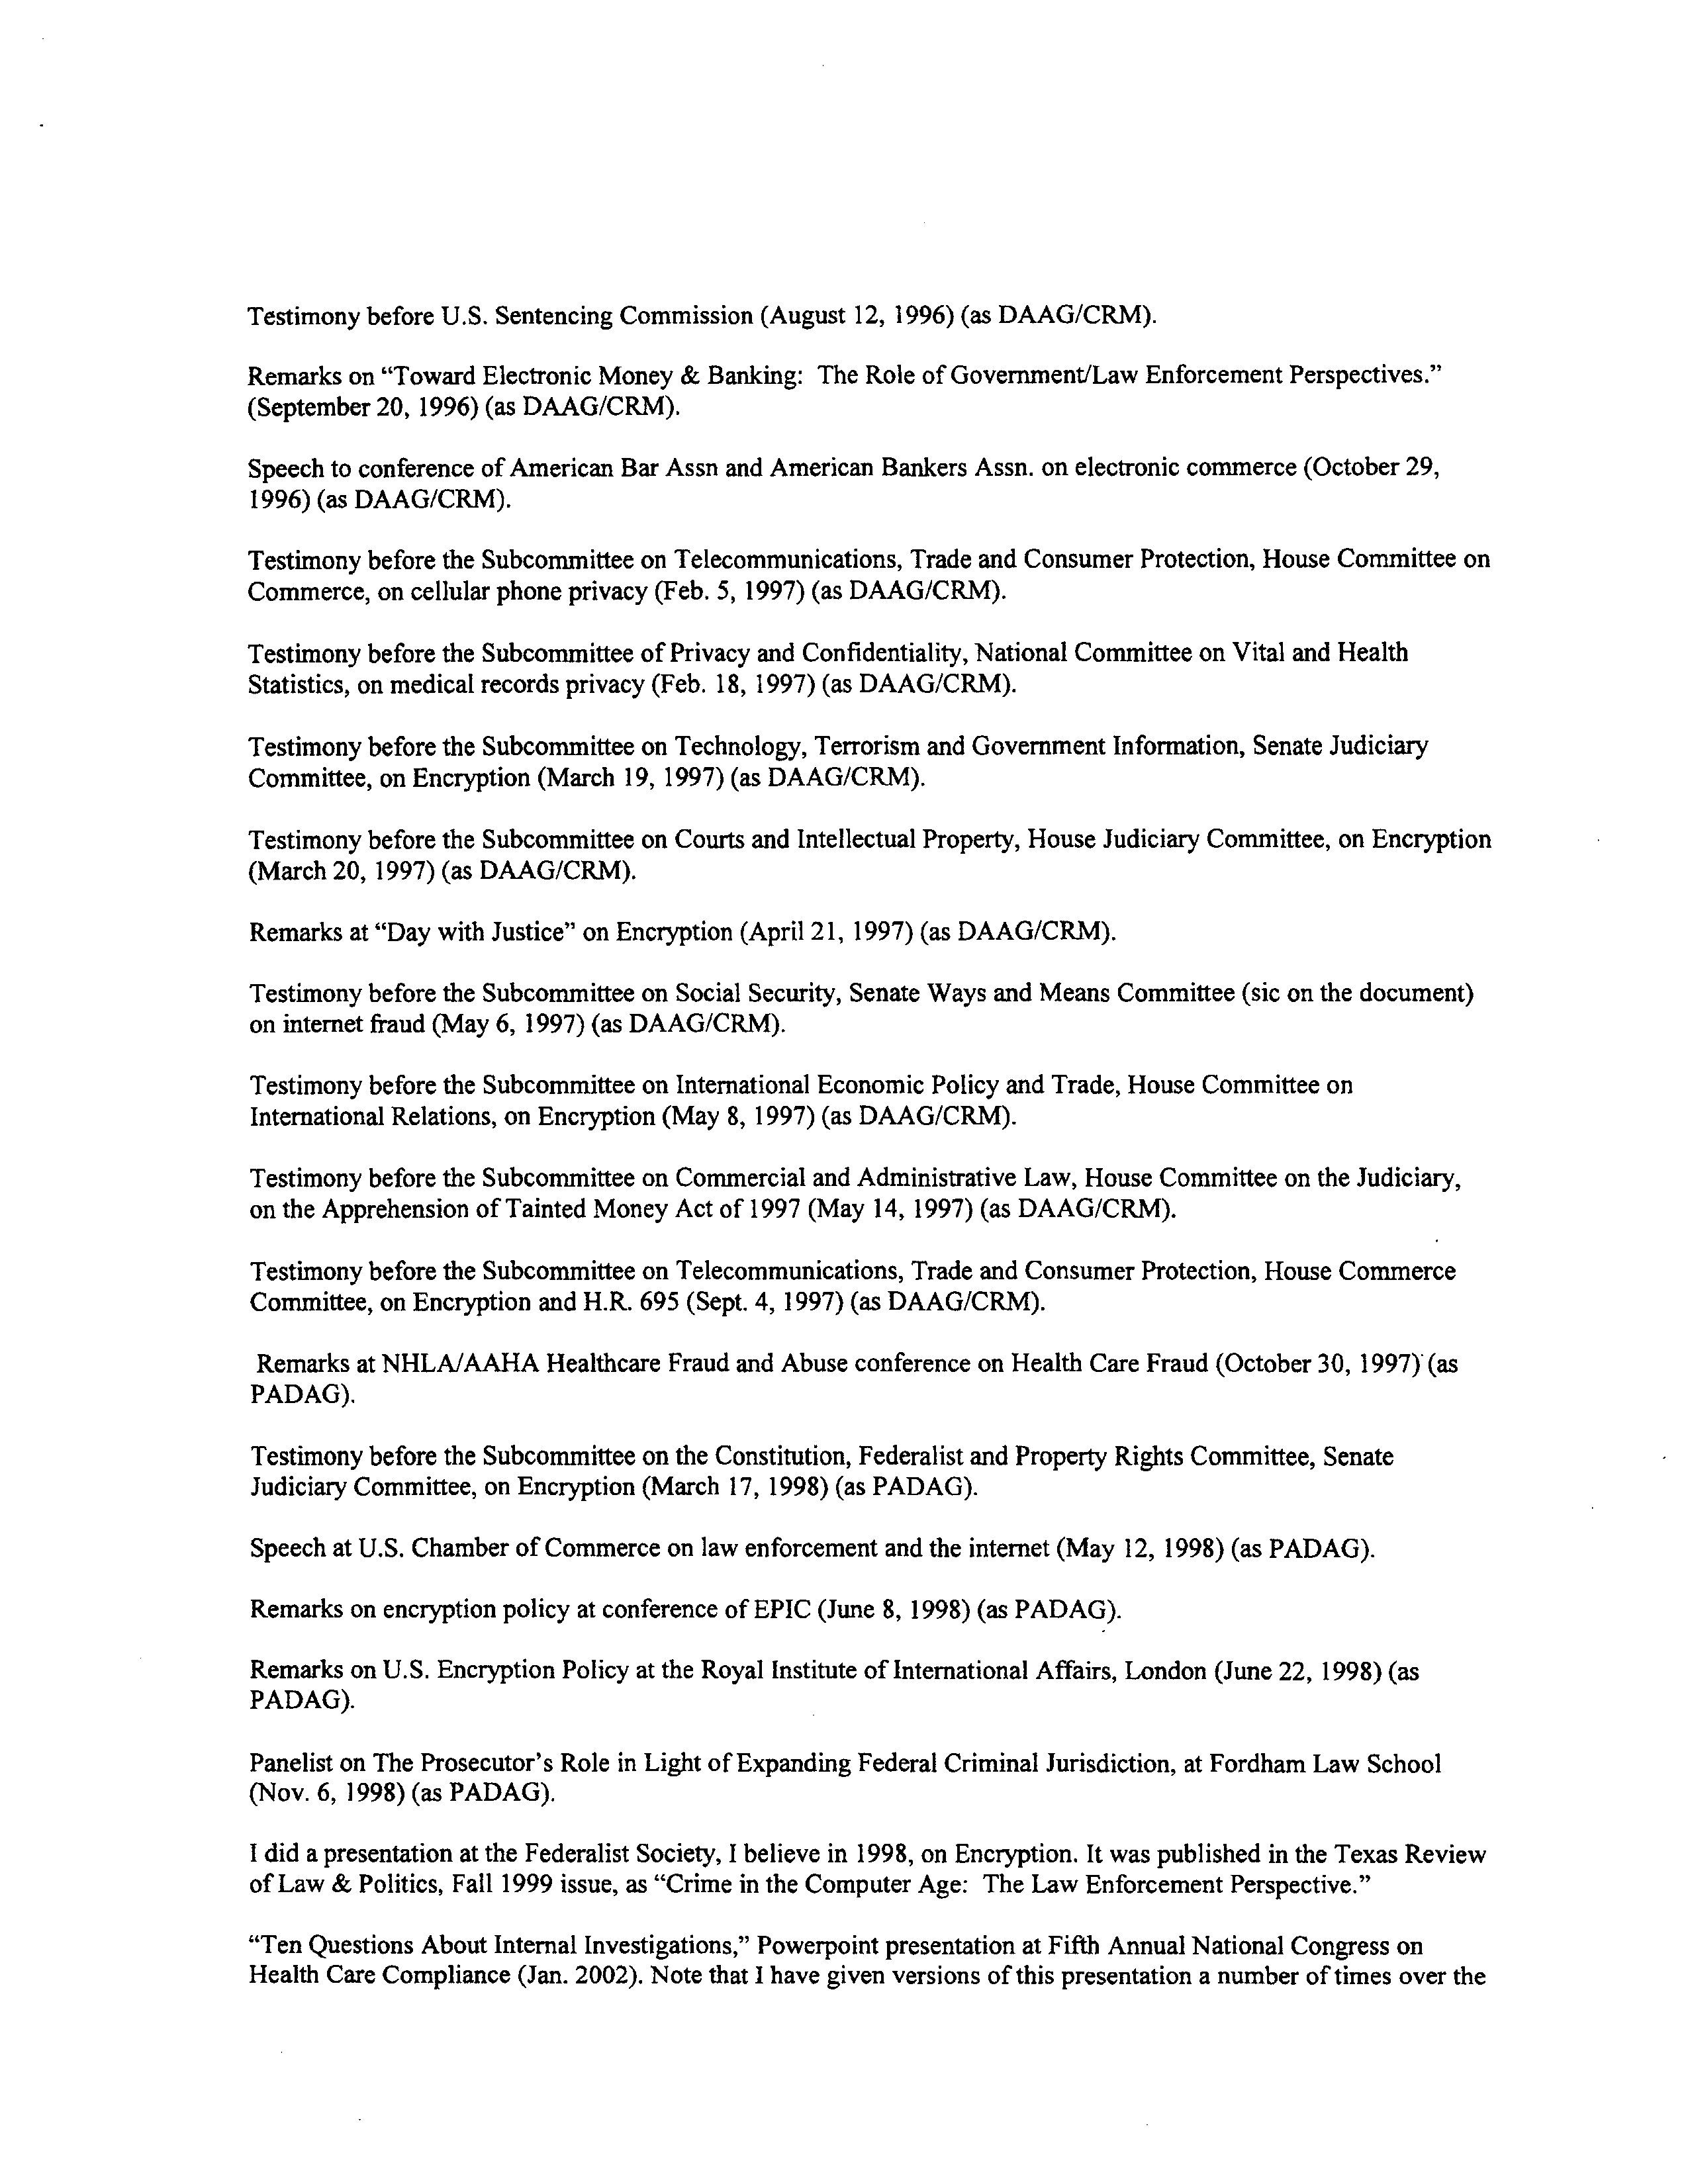 Testimony before U.S. Sentencing Commission (August 12, 1996) (as DAAG/CRM).
Remarks on “Toward Electronic Money & Banking:  The Role of Government/Law Enforcement Perspectives.”
(September 20, 1996) (as DAAG/CRM).
Speech to conference of American Bar Assn and American Bankers Assn. on electronic commerce (October 29,
1996) (as DAAG/CRM).
Testimony before the Subcommittee on Telecommunications, Trade and Consumer Protection, House Committee on
Commerce, on cellular phone privacy (Feb. 5, 1997) (as DAAG/CRM).
Testimony before the Subcommittee of Privacy and Confidentiality, National Committee on Vital and Health
Statistics, on medical records privacy (Feb. 18, 1997) (as DAAG/CRM).
Testimony before the Subcommittee on Technology, Terrorism and Government Information, Senate Judiciary
Committee, on Encryption (March 19, 1997) (as DAAG/CRM).
Testimony before the Subcommittee on Courts and Intellectual Property, House Judiciary Committee, on Encryption
(March 20, 1997) (as DAAG/CRM).
Remarks at “Day with Justice” on Encryption (April 21, 1997) (as DAAG/CRM).
Testimony before the Subcommittee on Social Security, Senate Ways and Means Committee (sic on the document)
on internet fraud (May 6, 1997) (as DAAG/CRM).
Testimony before the Subcommittee on International Economic Policy and Trade, House Committee on
International Relations, on Encryption (May 8, 1997) (as DAAG/CRM).
Testimony before the Subcommittee on Commercial and Administrative Law, House Committee on the Judiciary,
on the Apprehension of Tainted Money Act of 1997 (May 14, 1997) (as DAAG/CRM).
Testimony before the Subcommittee on Telecommunications, Trade and Consumer Protection, House Commerce
Committee, on Encryption and H.R. 695 (Sept. 4, 1997) (as DAAG/CRM).
Remarks at NHLA/AAHA Healthcare Fraud and Abuse conference on Health Care Fraud (October 30, 1997) (as
PADAG).
Testimony before the Subcommittee on the Constitution, Federalist and Property Rights Committee, Senate
Judiciary Committee, on Encryption (March 17, 1998) (as PADAG).
Speech at U.S. Chamber of Commerce on law enforcement and the internet (May 12, 1998) (as PADAG).
Remarks on encryption policy at conference of EPIC (June 8, 1998) (as PADAG).
Remarks on U.S. Encryption Policy at the Royal Institute of International Affairs, London (June 22, 1998) (as
PADAG).
Panelist on The Prosecutor’s Role in Light of Expanding Federal Criminal Jurisdiction, at Fordham Law School
(Nov. 6, 1998) (as PADAG).
I did a presentation at the Federalist Society, I believe in 1998, on Encryption. It was published in the Texas Review
of Law & Politics, Fall 1999 issue, as “Crime in the Computer Age:  The Law Enforcement Perspective.”
“Ten Questions About Internal Investigations,” Powerpoint presentation at Fifth Annual National Congress on
Health Care Compliance (Jan. 2002). Note that I have given versions of this presentation a number of times over the